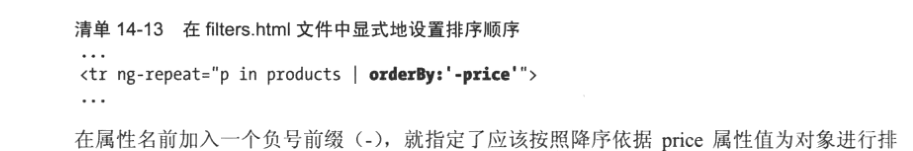 清单 14-13 在 filters.html 文件中显式地设置排序顺序
...
<tr ng-repeat="p in products | orderBy:'-price'">
...
在属性名前加入一个负号前缀（-），就指定了应该按照降序依据 price 属性值为对象进行排